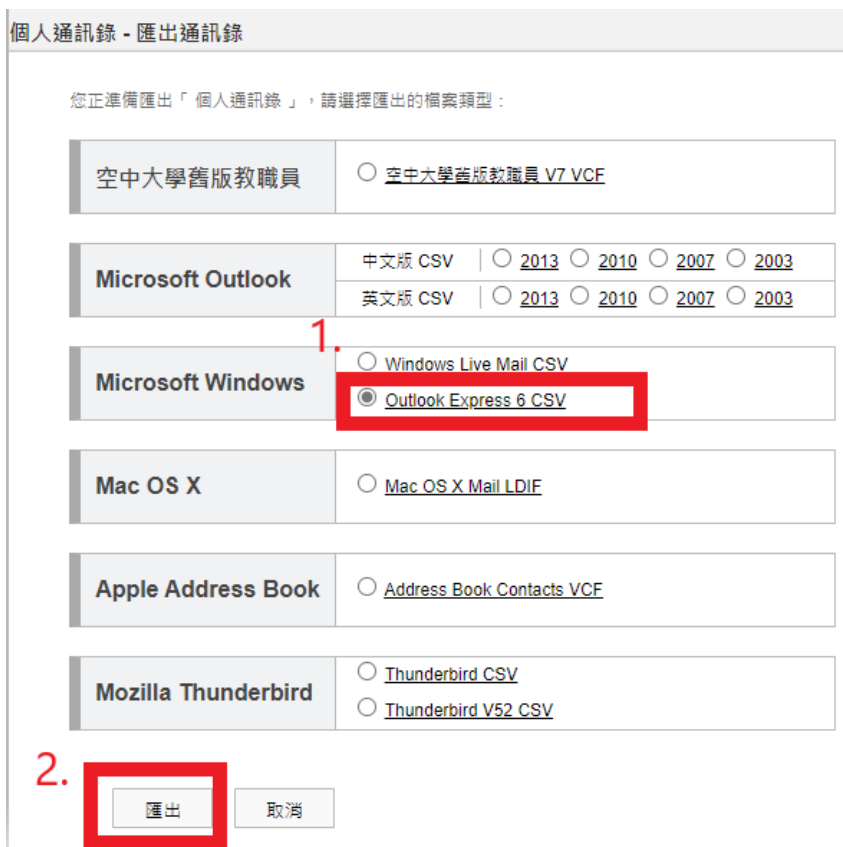 個人通訊錄 - 匯出通訊錄
您正準備匯出「 個人通訊錄 」，請選擇匯出的檔案類型：
空中大學舊版教職員
空中大學舊版教職員 V7 VCF
Microsoft Outlook
中文版 CSV 2013 2010 2007 2003
英文版 CSV 2013 2010 2007 2003
1.
Microsoft Windows
Windows Live Mail CSV
Outlook Express 6 CSV
Mac OS X
Mac OS X Mail LDIF
Apple Address Book
Address Book Contacts VCF
Mozilla Thunderbird
Thunderbird CSV
Thunderbird V52 CSV
2.
匯出 取消